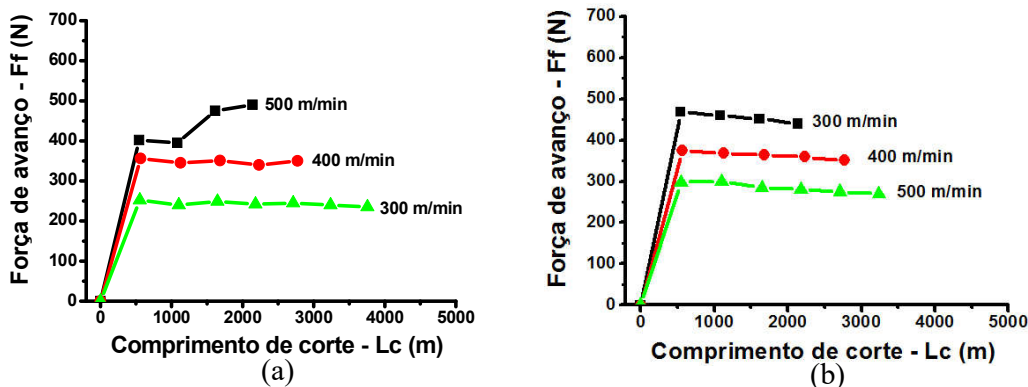 700
600
500
400
300
200
100
0
Força de avanço - Ff (N)
500 m/min
400 m/min
300 m/min
0 1000 2000 3000 4000 5000
Comprimento de corte - Lc (m)
(a)
700
600
500
400
300
200
100
0
Força de avanço - Ff (N)
300 m/min
400 m/min
500 m/min
0 1000 2000 3000 4000 5000
Comprimento de corte - Lc (m)
(b)